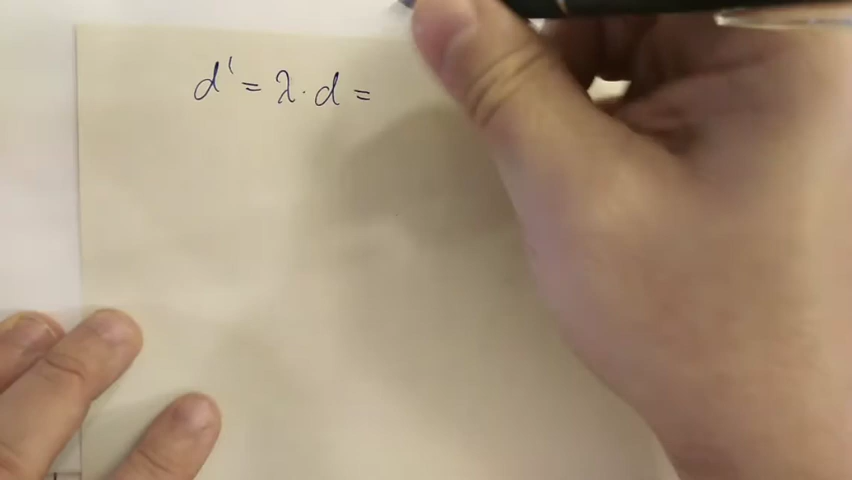 d' = λ · d =